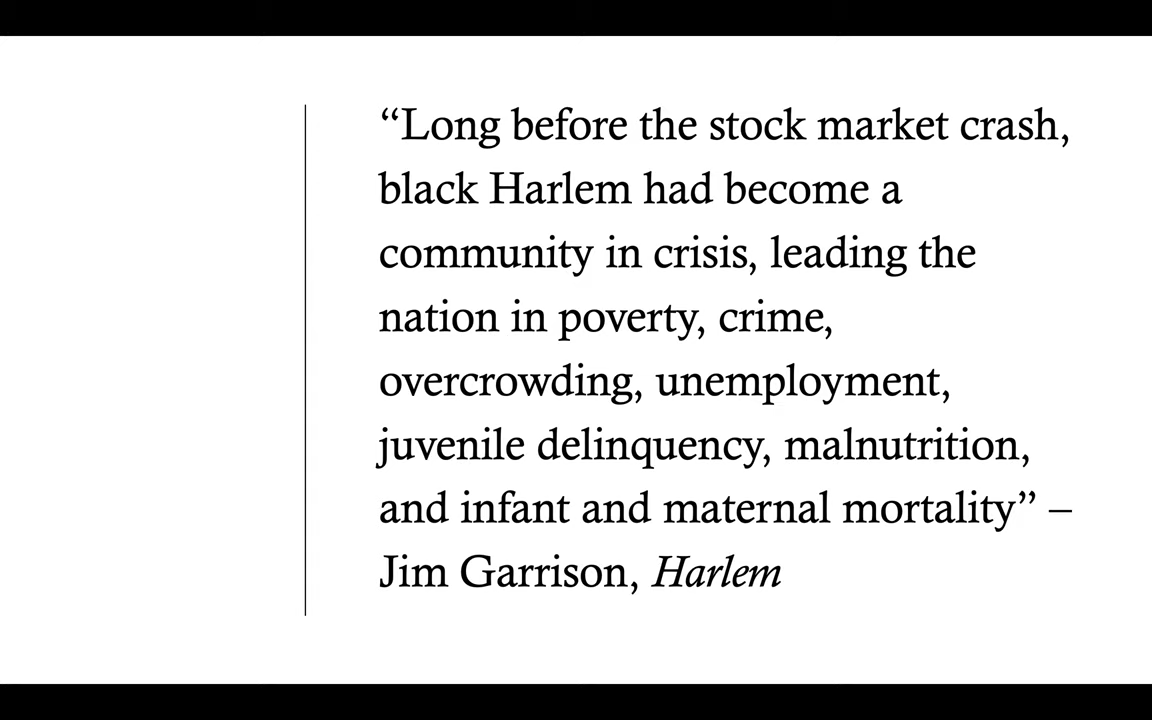 “Long before the stock market crash,
black Harlem had become a
community in crisis, leading the
nation in poverty, crime,
overcrowding, unemployment,
juvenile delinquency, malnutrition,
and infant and maternal mortality” –
Jim Garrison, Harlem